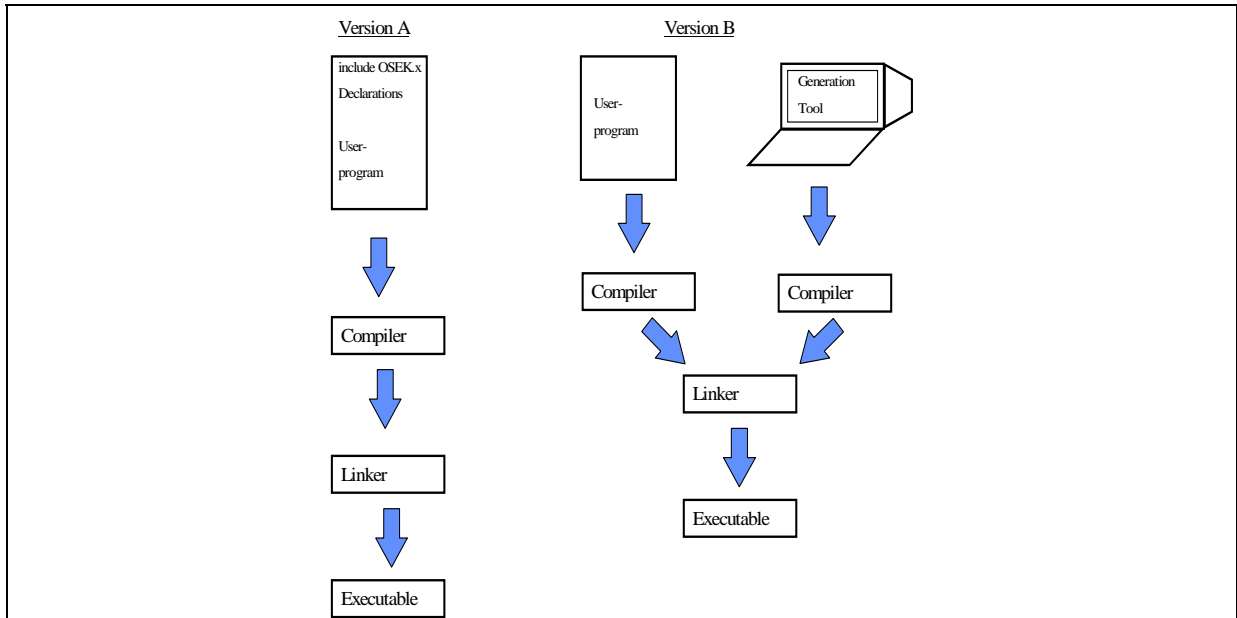 Version A
include OSEK.x
Declarations
User-
program
Compiler
Linker
Executable
Version B
User-
program
Generation
Tool
Compiler
Compiler
Linker
Executable